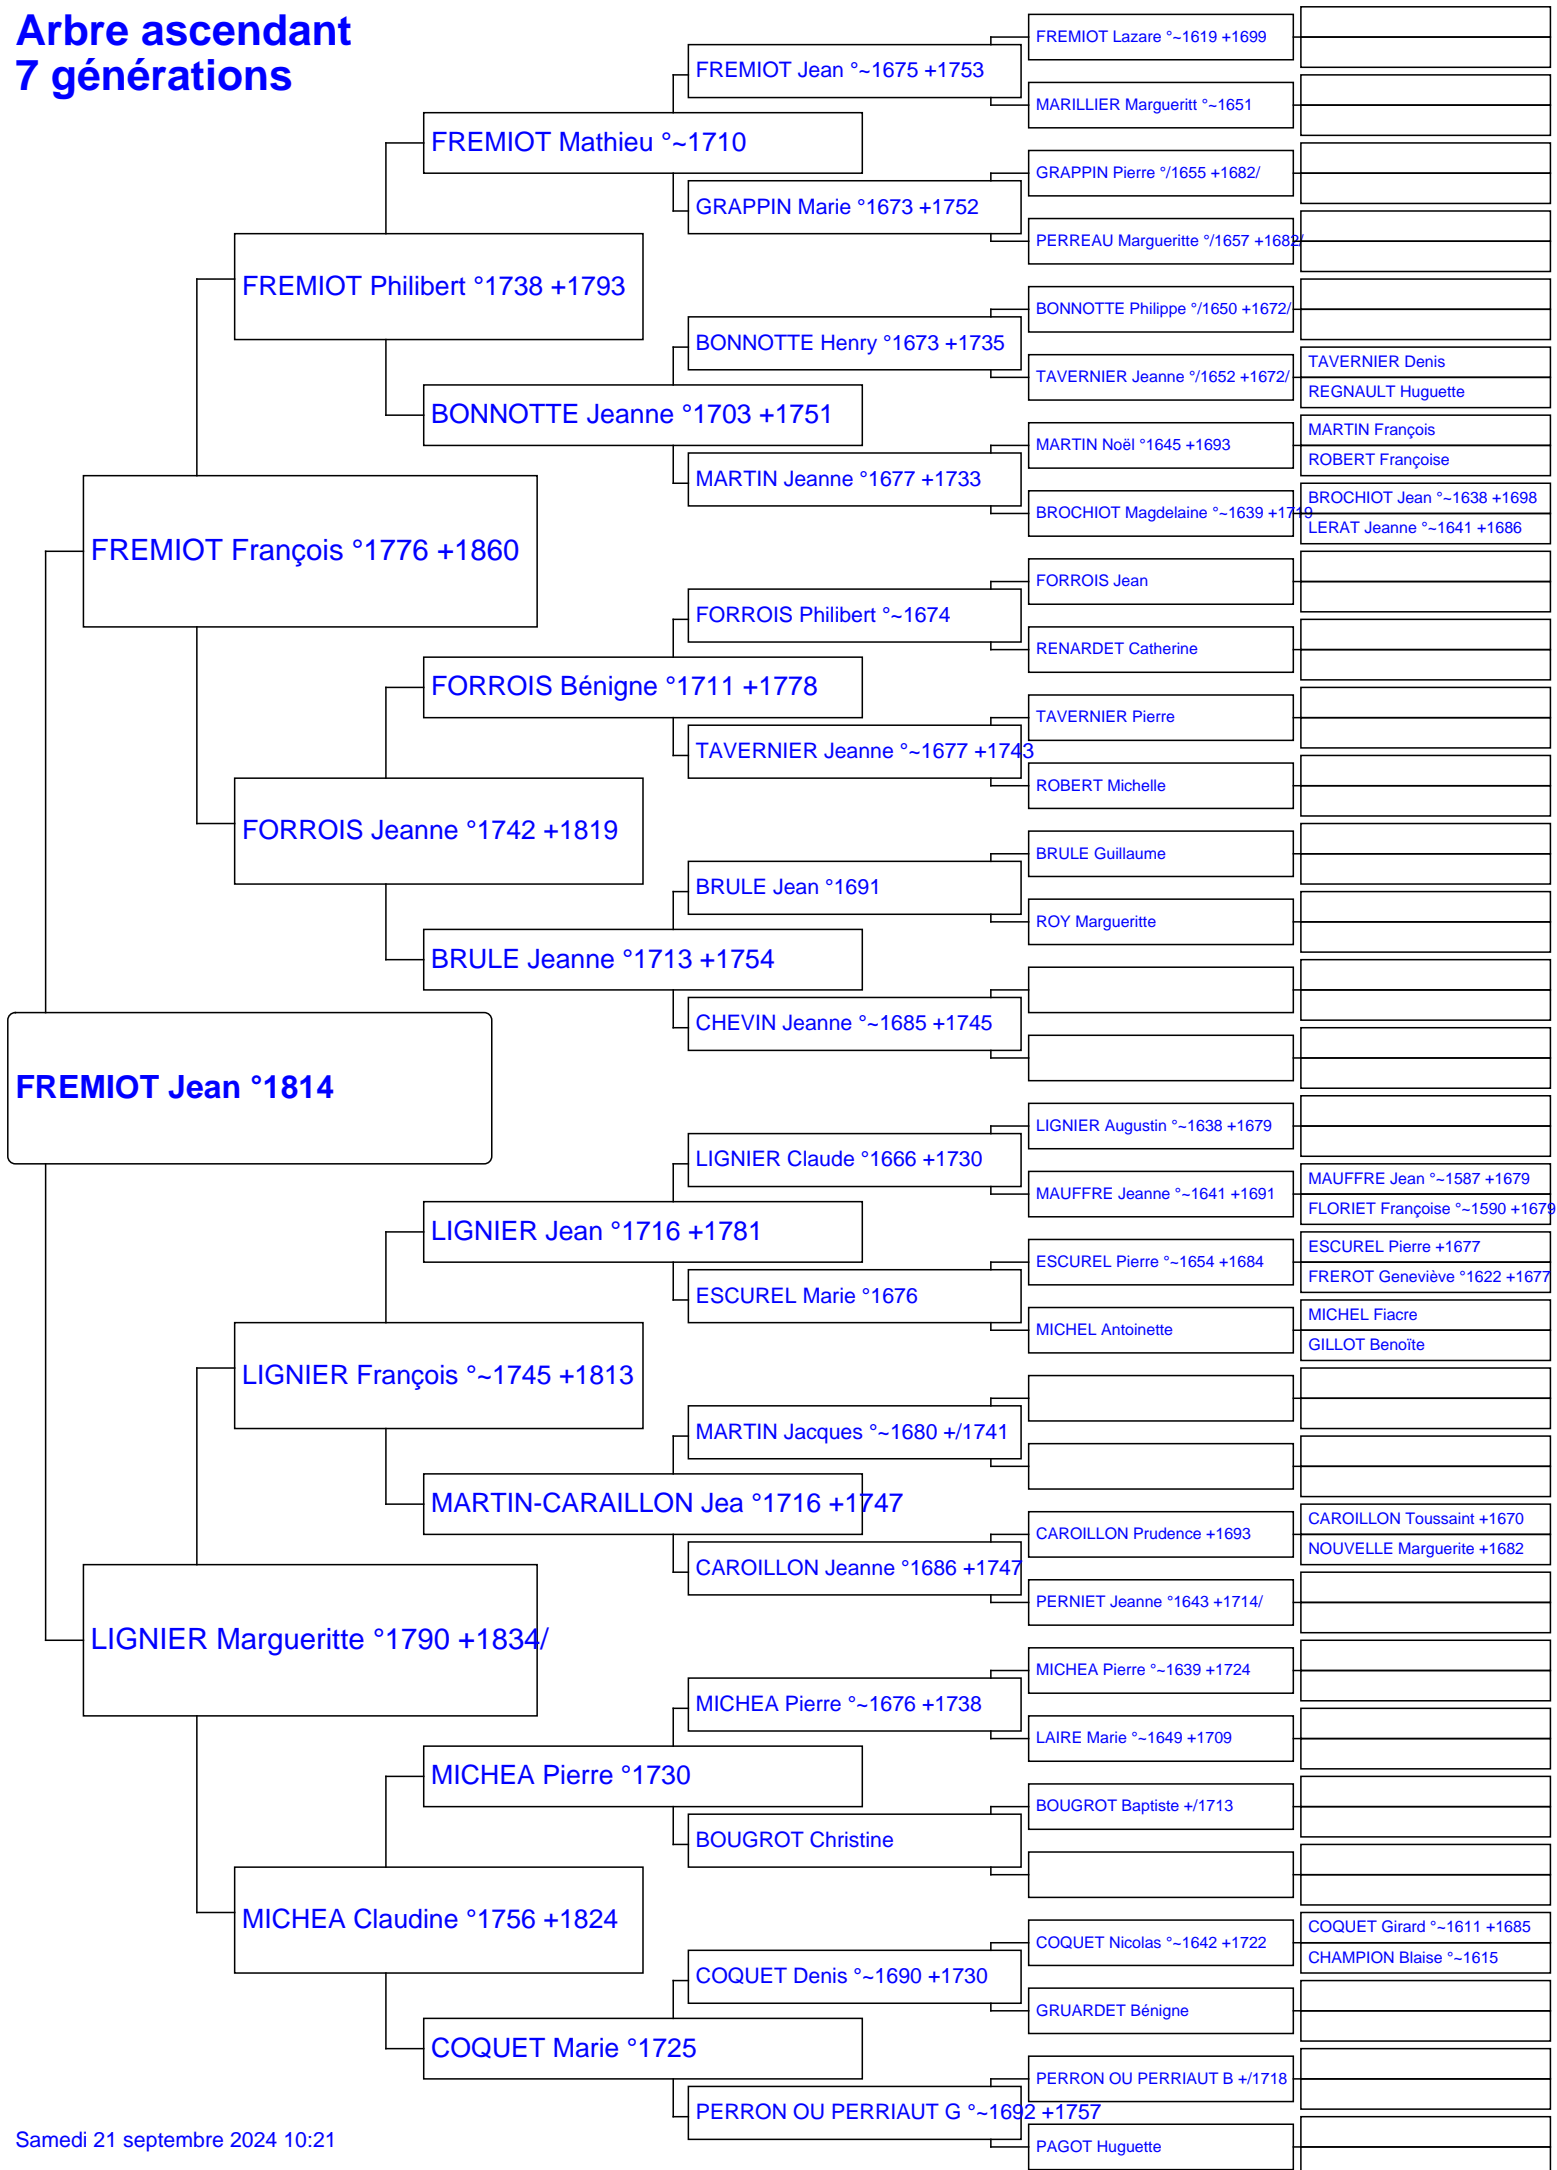 Arbre ascendant
7 générations
FREMIOT Jean °1814
FREMIOT François °1776 +1860
LIGNIER Margueritte °1790 +1834/
FREMIOT Philibert °1738 +1793
FORROIS Jeanne °1742 +1819
LIGNIER François °~1745 +1813
MICHEA Claudine °1756 +1824
FREMIOT Mathieu °~1710
BONNOTTE Jeanne °1703 +1751
FORROIS Bénigne °1711 +1778
BRULE Jeanne °1713 +1754
LIGNIER Jean °1716 +1781
MARTIN-CARAILLON Jea °1716 +1747
MICHEA Pierre °1730
COQUET Marie °1725
FREMIOT Jean °~1675 +1753
GRAPPIN Marie °1673 +1752
BONNOTTE Henry °1673 +1735
MARTIN Jeanne °1677 +1733
FORROIS Philibert °~1674
TAVERNIER Jeanne °~1677 +1743
BRULE Jean °1691
CHEVIN Jeanne °~1685 +1745
LIGNIER Claude °1666 +1730
ESCUREL Marie °1676
MARTIN Jacques °~1680 +/1741
CAROILLON Jeanne °1686 +1747
MICHEA Pierre °~1676 +1738
BOUGROT Christine
COQUET Denis °~1690 +1730
PERRON OU PERRIAUT G °~1692 +1757
FREMIOT Lazare °~1619 +1699
MARILLIER Margueritt °~1651
GRAPPIN Pierre °/1655 +1682/
PERREAU Margueritte °/1657 +1682/
BONNOTTE Philippe °/1650 +1672/
TAVERNIER Jeanne °/1652 +1672/
MARTIN Noël °1645 +1693
BROCHIOT Magdelaine °~1639 +1719
FORROIS Jean
RENARDET Catherine
TAVERNIER Pierre
ROBERT Michelle
BRULE Guillaume
ROY Margueritte
LIGNIER Augustin °~1638 +1679
MAUFFRE Jeanne °~1641 +1691
ESCUREL Pierre °~1654 +1684
MICHEL Antoinette
CAROILLON Prudence +1693
PERNIET Jeanne °1643 +1714/
MICHEA Pierre °~1639 +1724
LAIRE Marie °~1649 +1709
BOUGROT Baptiste +/1713
COQUET Nicolas °~1642 +1722
GRUARDET Bénigne
PERRON OU PERRIAUT B +/1718
PAGOT Huguette
TAVERNIER Denis
REGNAULT Huguette
MARTIN François
ROBERT Françoise
BROCHIOT Jean °~1638 +1698
LERAT Jeanne °~1641 +1686
MAUFFRE Jean °~1587 +1679
FLORIET Françoise °~1590 +1679
ESCUREL Pierre +1677
FREROT Geneviève °1622 +1677
MICHEL Fiacre
GILLOT Benoïte
CAROILLON Toussaint +1670
NOUVELLE Marguerite +1682
COQUET Girard °~1611 +1685
CHAMPION Blaise °~1615
Samedi 21 septembre 2024 10:21